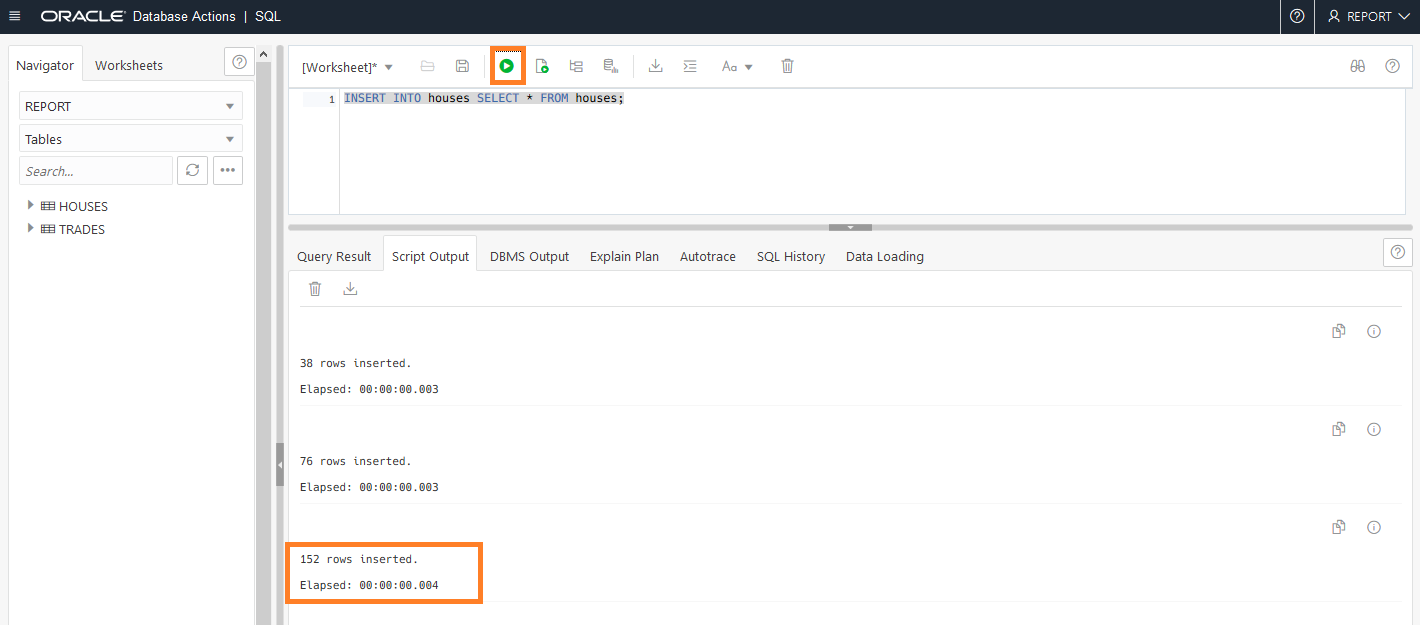 ORACLE® Database Actions | SQL
REPORT
Navigator
Worksheets
REPORT
Tables
Search...
HOUSES
TRADES
[Worksheet]*
Aa
1 INSERT INTO houses SELECT * FROM houses;
Query Result
Script Output
DBMS Output
Explain Plan
Autotrace
SQL History
Data Loading
38 rows inserted.
Elapsed: 00:00:00.003
76 rows inserted.
Elapsed: 00:00:00.003
152 rows inserted.
Elapsed: 00:00:00.004